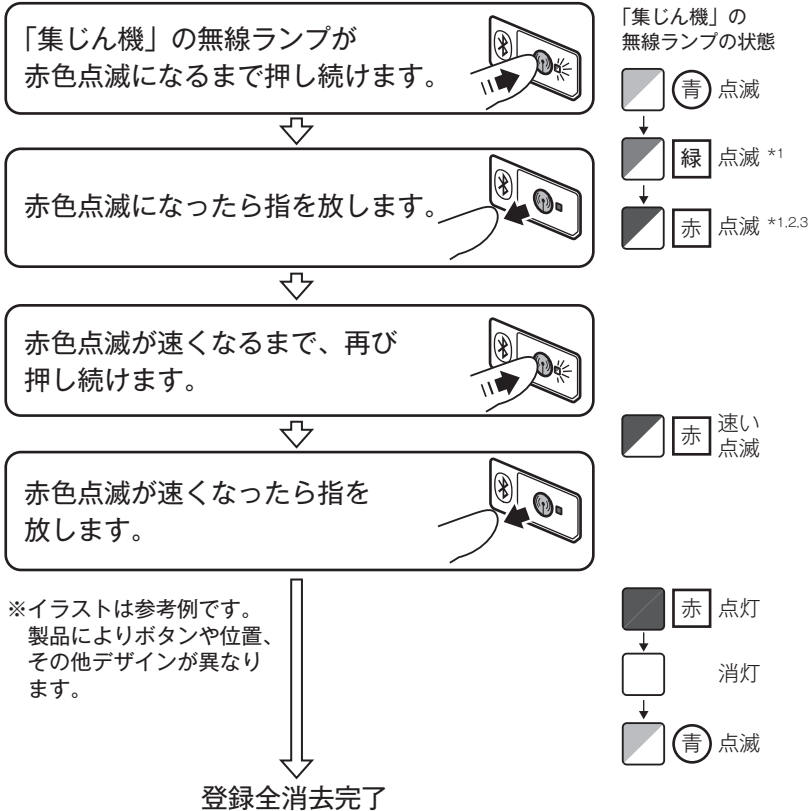 「集じん機」の無線ランプが
赤色点滅になるまで押し続けます。
赤色点滅になったら指を放します。
赤色点滅が速くなるまで、再び
押し続けます。
赤色点滅が速くなったら指を
放します。
※イラストは参考例です。
製品によりボタンや位置、
その他デザインが異なり
ます。
登録全消去完了
「集じん機」の
無線ランプの状態
青 点滅
緑 点滅 *1
赤 点滅 *1,2,3
赤 速い
点滅
赤 点灯
消灯
青 点滅